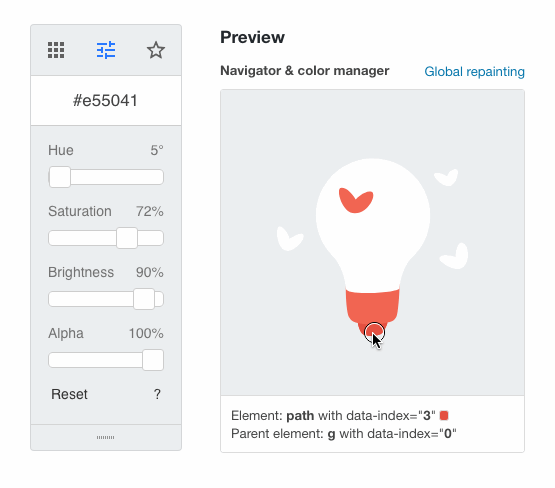 #e55041
Hue 5°
Saturation 72%
Brightness 90%
Alpha 100%
Reset ?
Preview
Navigator & color manager Global repainting
Element: path with data-index="3"
Parent element: g with data-index="0"